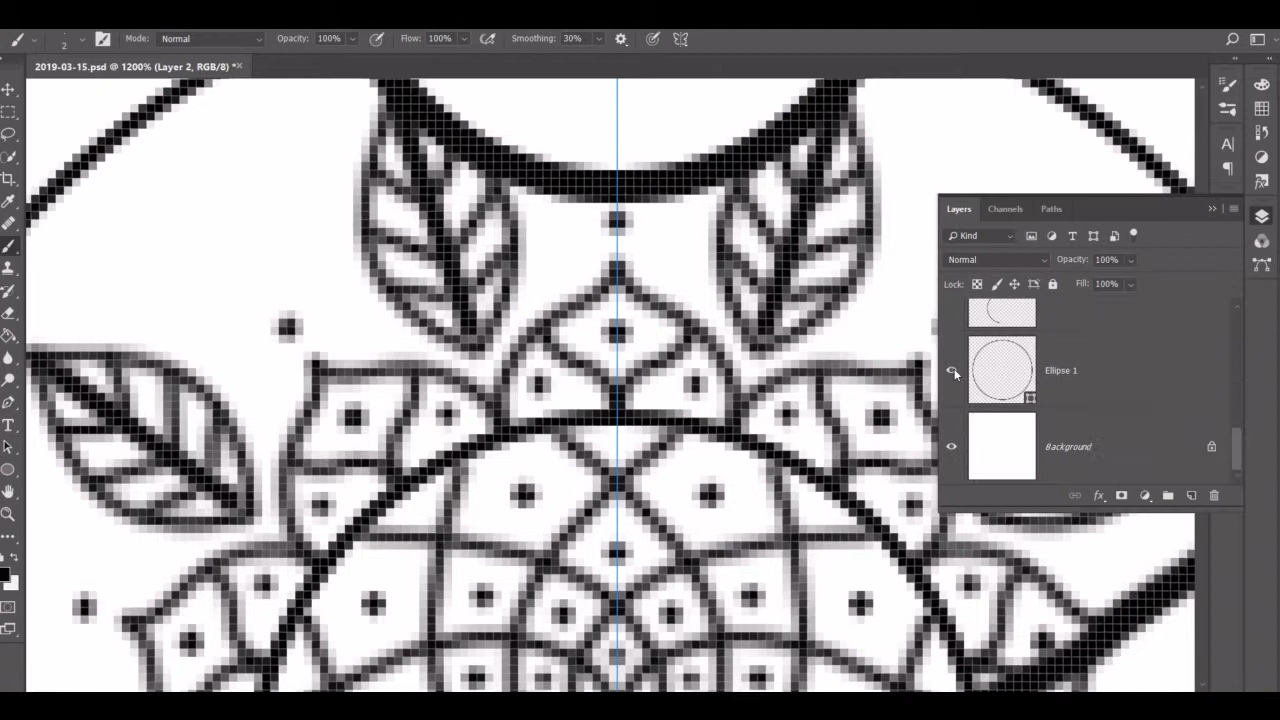 2 Mode: Normal Opacity: 100% Flow: 100% Smoothing: 30%
2019-03-15.psd @ 1200% (Layer 2, RGB/8) *
Layers Channels Paths
Kind
Normal Opacity: 100%
Lock: Fill: 100%
Ellipse 1
Background